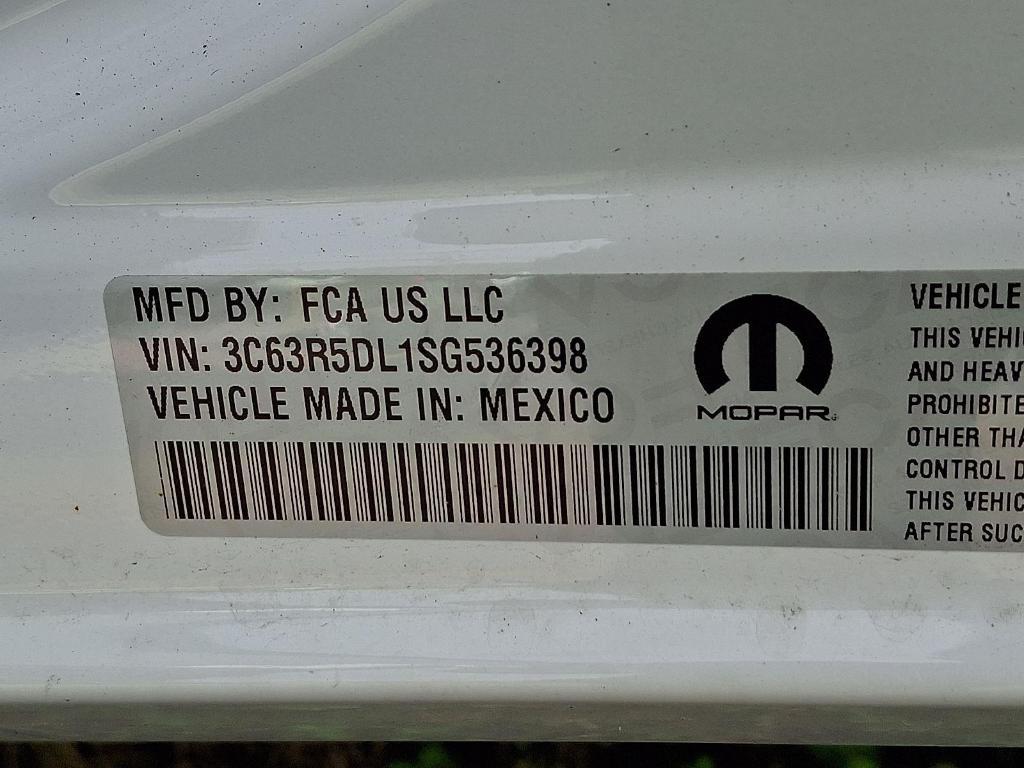 MFD BY: FCA US LLC
VIN: 3C63R5DL1SG536398
VEHICLE MADE IN: MEXICO
MOPAR
VEHICLE
THIS VEHIC
AND HEAV
PROHIBITE
OTHER THA
CONTROL D
THIS VEHIC
AFTER SUC